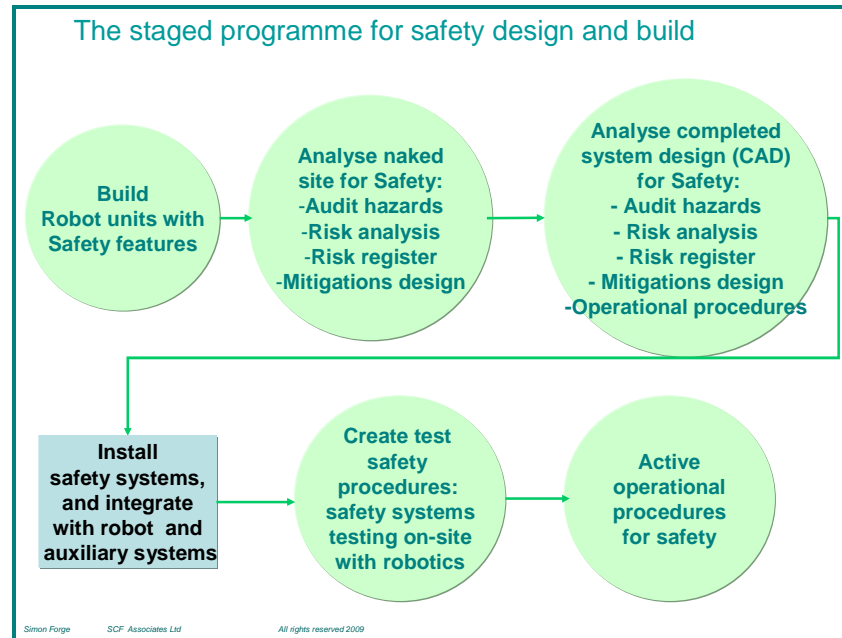 The staged programme for safety design and build
Build
Robot units with
Safety features
Analyse naked
site for Safety:
-Audit hazards
-Risk analysis
-Risk register
-Mitigations design
Analyse completed
system design (CAD)
for Safety:
- Audit hazards
- Risk analysis
- Risk register
- Mitigations design
-Operational procedures
Install
safety systems,
and integrate
with robot and
auxiliary systems
Create test
safety
procedures:
safety systems
testing on-site
with robotics
Active
operational
procedures
for safety
Simon Forge SCF Associates Ltd All rights reserved 2009